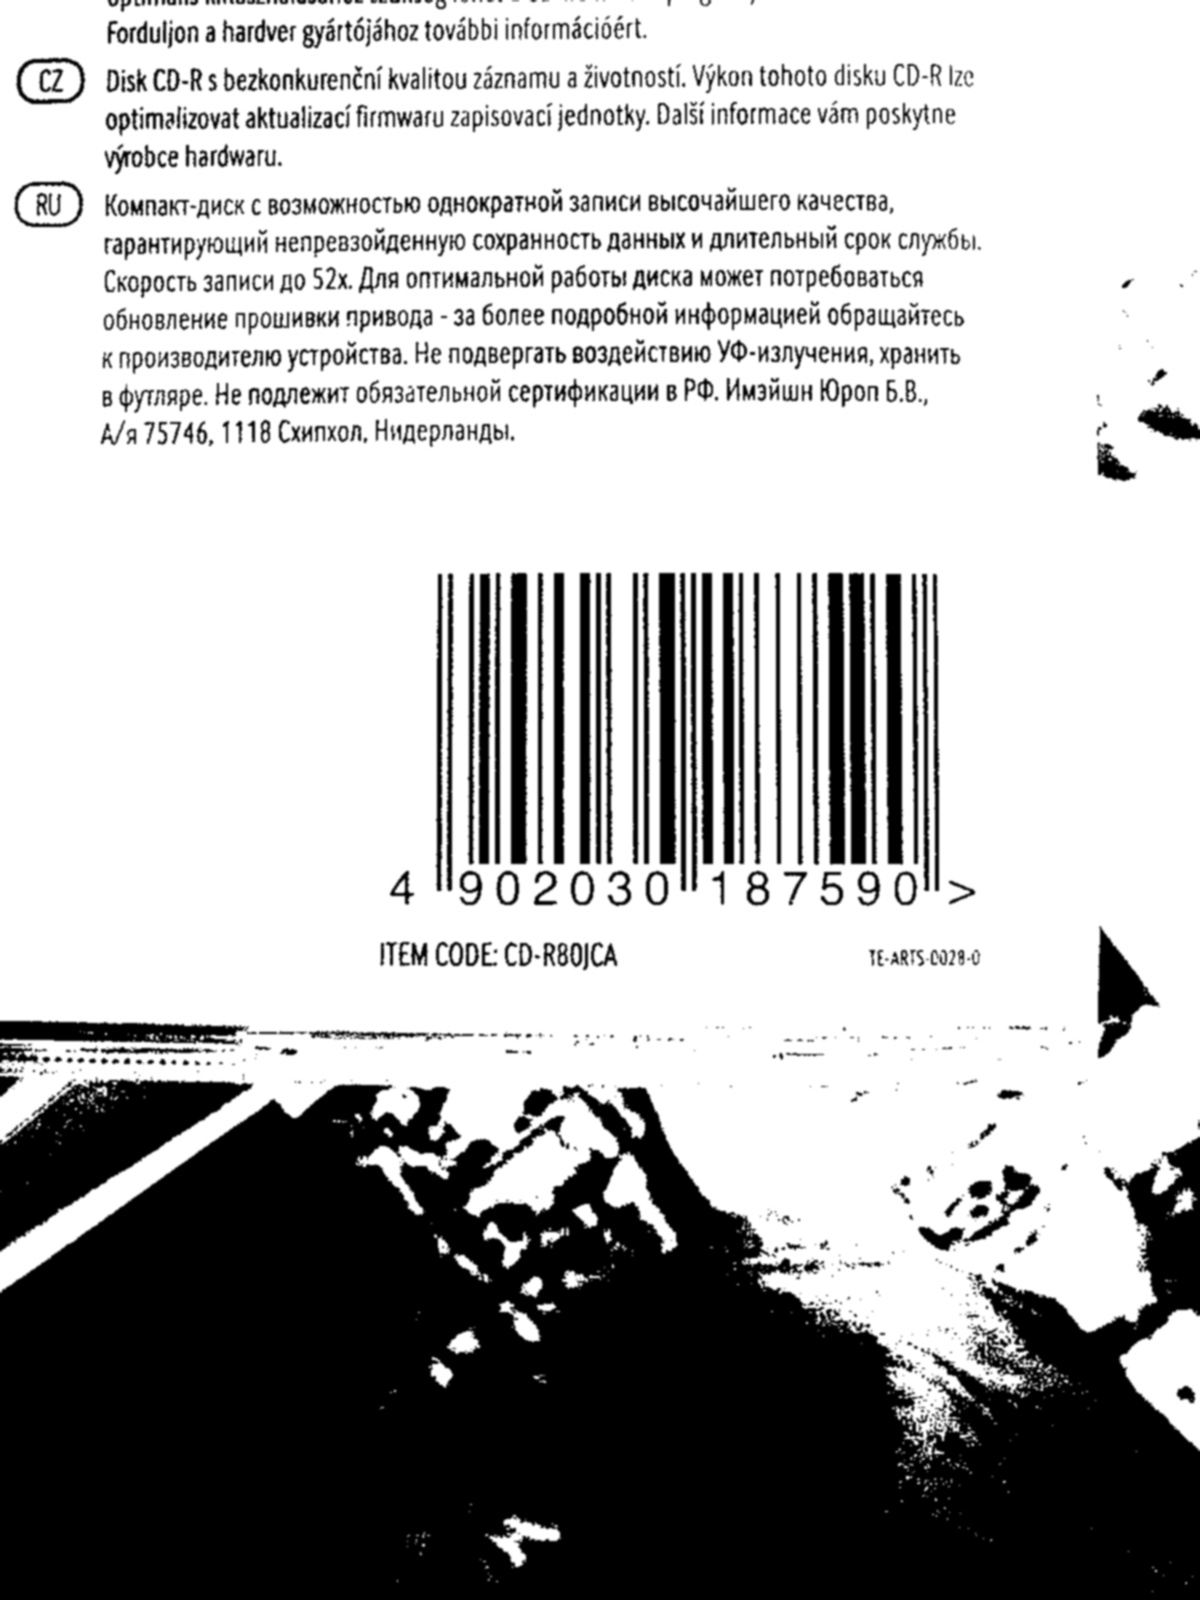 Forduljon a hardver gyártójához további információért.
CZ
Disk CD-R s bezkonkurenční kvalitou záznamu a životností. Výkon tohoto disku CD-R lze
optimalizovat aktualizací firmwaru zapisovací jednotky. Další informace vám poskytne
výrobce hardwaru.
RU
Компакт-диск с возможностью однократной записи высочайшего качества,
гарантирующий непревзойденную сохранность данных и длительный срок службы.
Скорость записи до 52x. Для оптимальной работы диска может потребоваться
обновление прошивки привода - за более подробной информацией обращайтесь
к производителю устройства. Не подвергать воздействию УФ-излучения, хранить
в футляре. Не подлежит обязательной сертификации в РФ. Имэйшн Юроп Б.В.,
А/я 75746, 1118 Схипхол, Нидерланды.
4 902030 187590 >
ITEM CODE: CD-R80JCA
TE-ARTS-0028-0